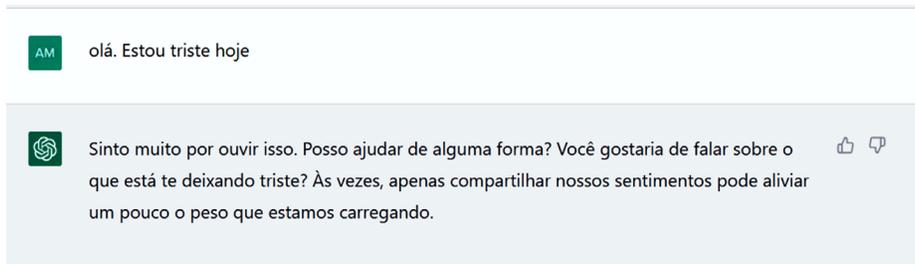 AM
olá. Estou triste hoje
Sinto muito por ouvir isso. Posso ajudar de alguma forma? Você gostaria de falar sobre o
que está te deixando triste? Às vezes, apenas compartilhar nossos sentimentos pode aliviar
um pouco o peso que estamos carregando.